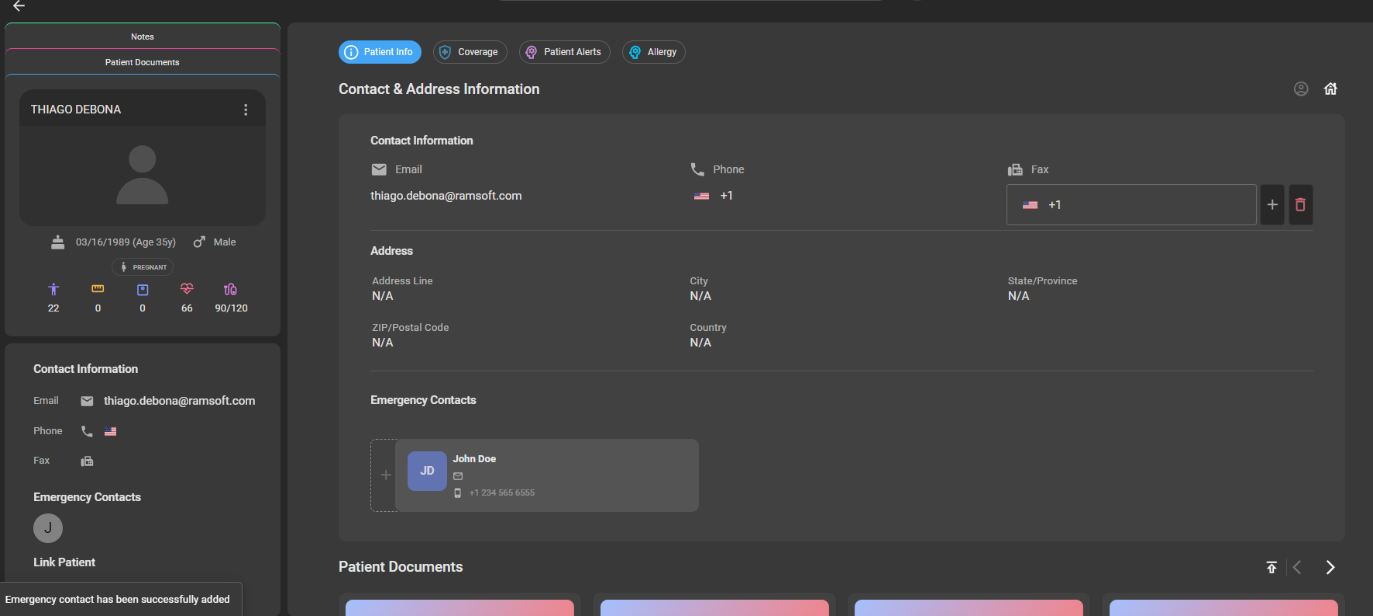 Notes
Patient Documents
THIAGO DEBONA
03/16/1989 (Age 35y) Male
PREGNANT
22 0 0 66 90/120
Contact Information
Email thiago.debona@ramsoft.com
Phone
Fax
Emergency Contacts
J
Link Patient
Emergency contact has been successfully added
Patient Info Coverage Patient Alerts Allergy
Contact & Address Information
Contact Information
Email Phone Fax
thiago.debona@ramsoft.com +1 +1
Address
Address Line City State/Province
N/A N/A N/A
ZIP/Postal Code Country
N/A N/A
Emergency Contacts
JD
John Doe
+1 234 565 6555
Patient Documents